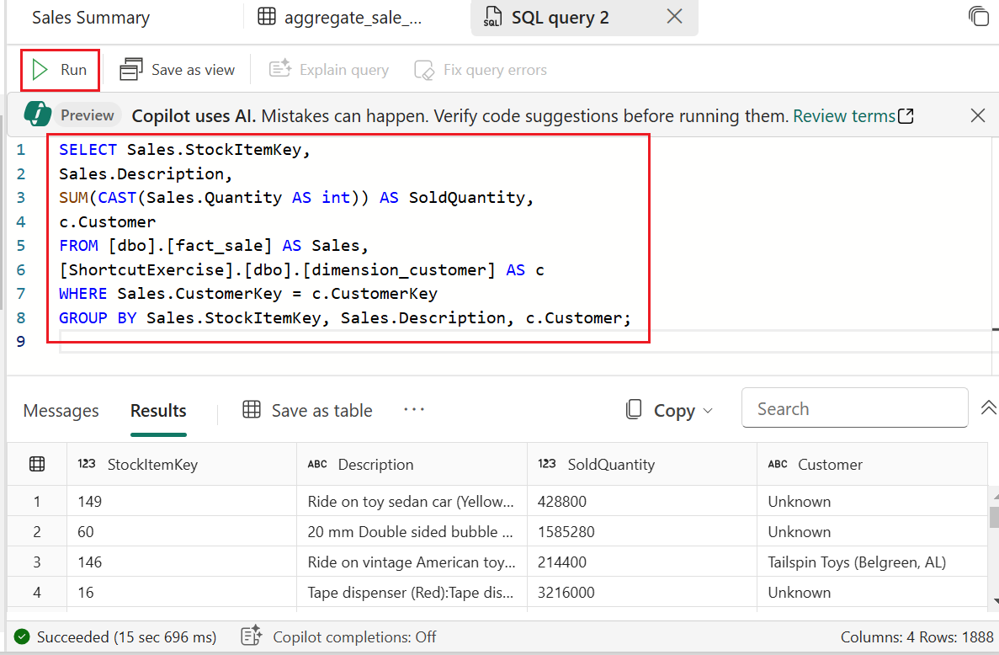 Sales Summary
aggregate_sale_...
SQL
SQL query 2
Run
Save as view
Explain query
Fix query errors
Preview
Copilot uses AI. Mistakes can happen. Verify code suggestions before running them. Review terms
1 SELECT Sales.StockItemKey,
2 Sales.Description,
3 SUM(CAST(Sales.Quantity AS int)) AS SoldQuantity,
4 c.Customer
5 FROM [dbo].[fact_sale] AS Sales,
6 [ShortcutExercise].[dbo].[dimension_customer] AS c
7 WHERE Sales.CustomerKey = c.CustomerKey
8 GROUP BY Sales.StockItemKey, Sales.Description, c.Customer;
9
Messages Results Save as table ... Copy Search
123 StockItemKey ABC Description 123 SoldQuantity ABC Customer
1 149 Ride on toy sedan car (Yellow... 428800 Unknown
2 60 20 mm Double sided bubble ... 1585280 Unknown
3 146 Ride on vintage American toy... 214400 Tailspin Toys (Belgreen, AL)
4 16 Tape dispenser (Red):Tape dis... 3216000 Unknown
Succeeded (15 sec 696 ms) Copilot completions: Off Columns: 4 Rows: 1888